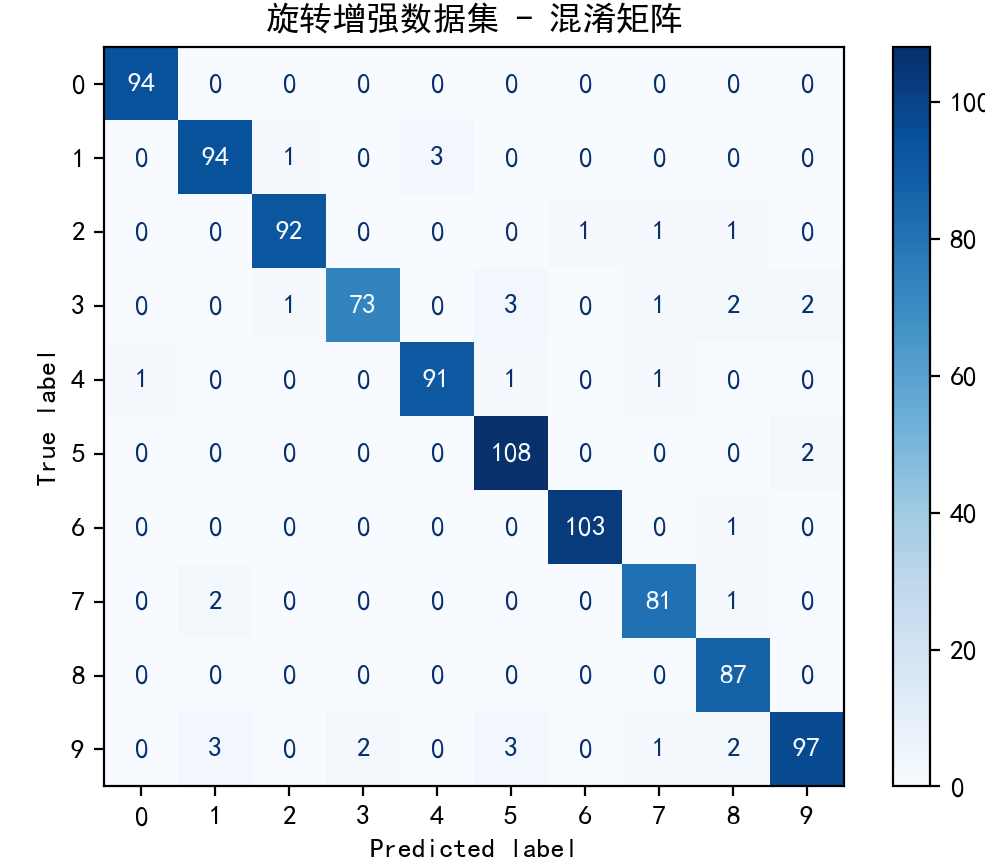 旋转增强数据集 - 混淆矩阵
0 94 0 0 0 0 0 0 0 0 0
1 0 94 1 0 3 0 0 0 0 0
2 0 0 92 0 0 0 1 1 1 0
3 0 0 1 73 0 3 0 1 2 2
4 1 0 0 0 91 1 0 1 0 0
5 0 0 0 0 0 108 0 0 0 2
6 0 0 0 0 0 0 103 0 1 0
7 0 2 0 0 0 0 0 81 1 0
8 0 0 0 0 0 0 0 0 87 0
9 0 3 0 2 0 3 0 1 2 97
0 1 2 3 4 5 6 7 8 9
Predicted label
True label
100
80
60
40
20
0